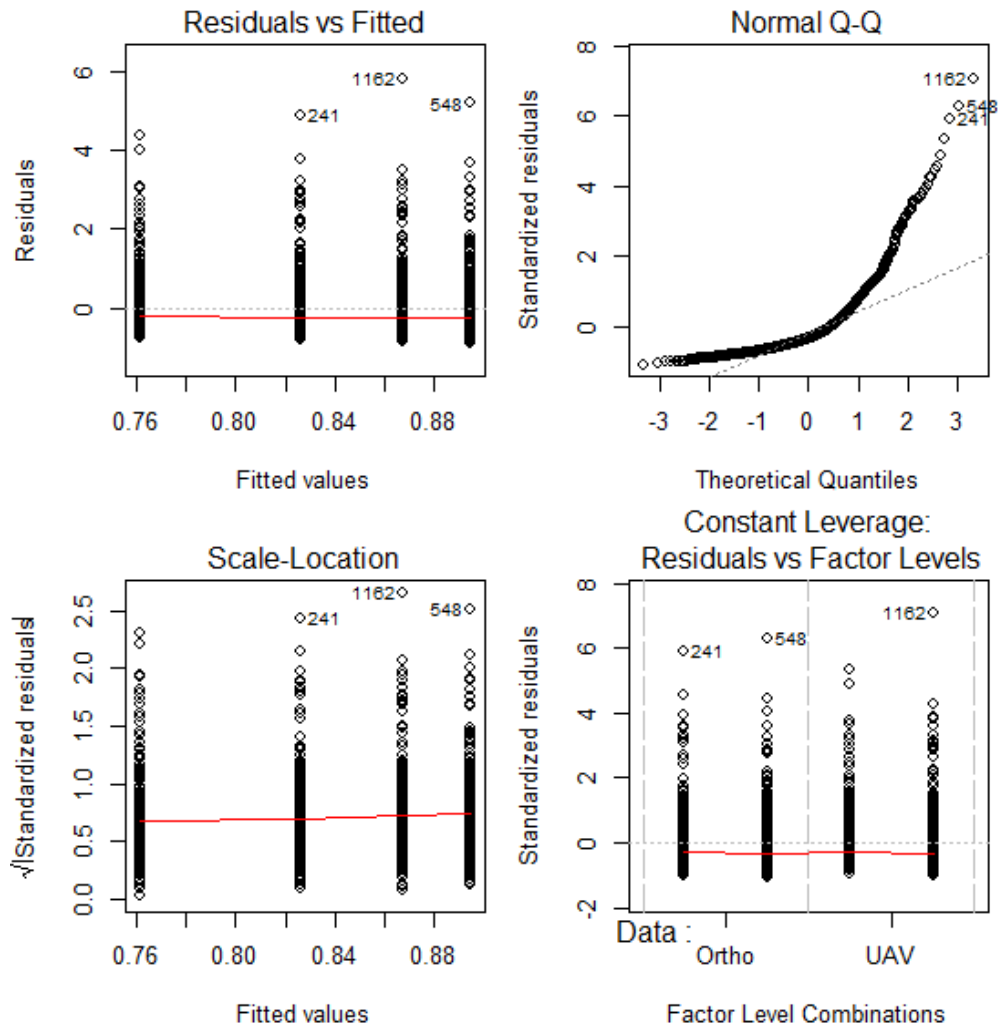 Residuals vs Fitted
Residuals
6
4
2
0
1162
241
548
0.76 0.80 0.84 0.88
Fitted values
Normal Q-Q
Standardized residuals
8
6
4
2
0
1162
548
241
-3 -2 -1 0 1 2 3
Theoretical Quantiles
Scale-Location
√|Standardized residuals|
2.5
2.0
1.5
1.0
0.5
0.0
1162
241
548
0.76 0.80 0.84 0.88
Fitted values
Constant Leverage:
Residuals vs Factor Levels
Standardized residuals
8
6
4
2
0
-2
1162
241
548
Data :
Ortho UAV
Factor Level Combinations